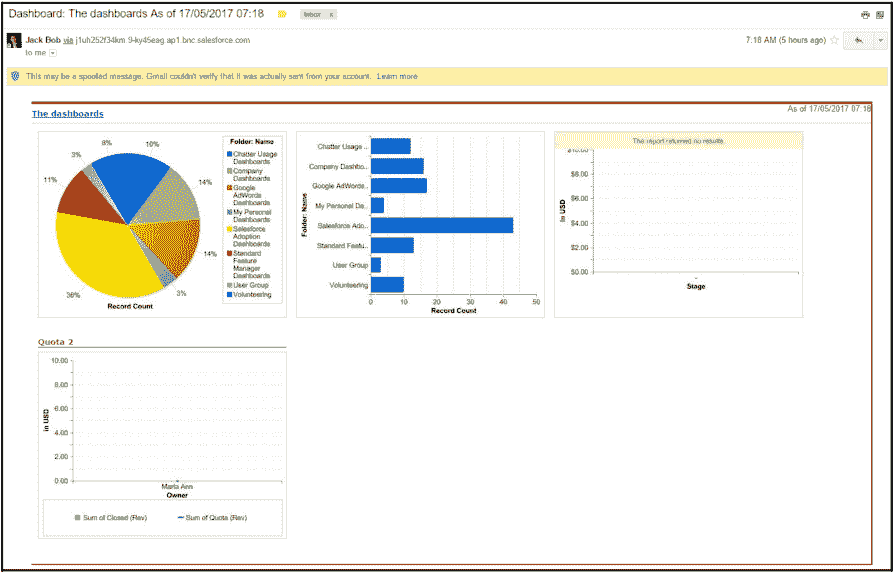 Dashboard: The dashboards As of 17/05/2017 07:18
Inbox x
Jack Bob via j1uh252f34km.9-ky45eag.ap1.bnc.salesforce.com
7:18 AM (5 hours ago)
to me
This may be a spoofed message. Gmail couldn't verify that it was actually sent from your account. Learn more
As of 17/05/2017 07:18
The dashboards
8%
10%
3%
14%
11%
14%
36%
3%
Record Count
Folder: Name
Chatter Usage
Dashboards
Company
Dashboards
Google
AdWords
Dashboards
My Personal
Dashboards
Salesforce
Adoption
Dashboards
Standard
Feature
Manager
Dashboards
User Group
Volunteering
Folder: Name
Chatter Usage ..
Company Dashbo..
Google AdWords..
My Personal Da..
Salesforce Ado..
Standard Featu..
User Group
Volunteering
0 10 20 30 40 50
Record Count
The report returned no results.
$10.00
$8.00
$6.00
$4.00
$2.00
$0.00
in USD
-
Stage
Quota 2
10.00
8.00
6.00
4.00
2.00
0.00
in USD
Maria Ann
Owner
Sum of Closed (Rev)
Sum of Quota (Rev)